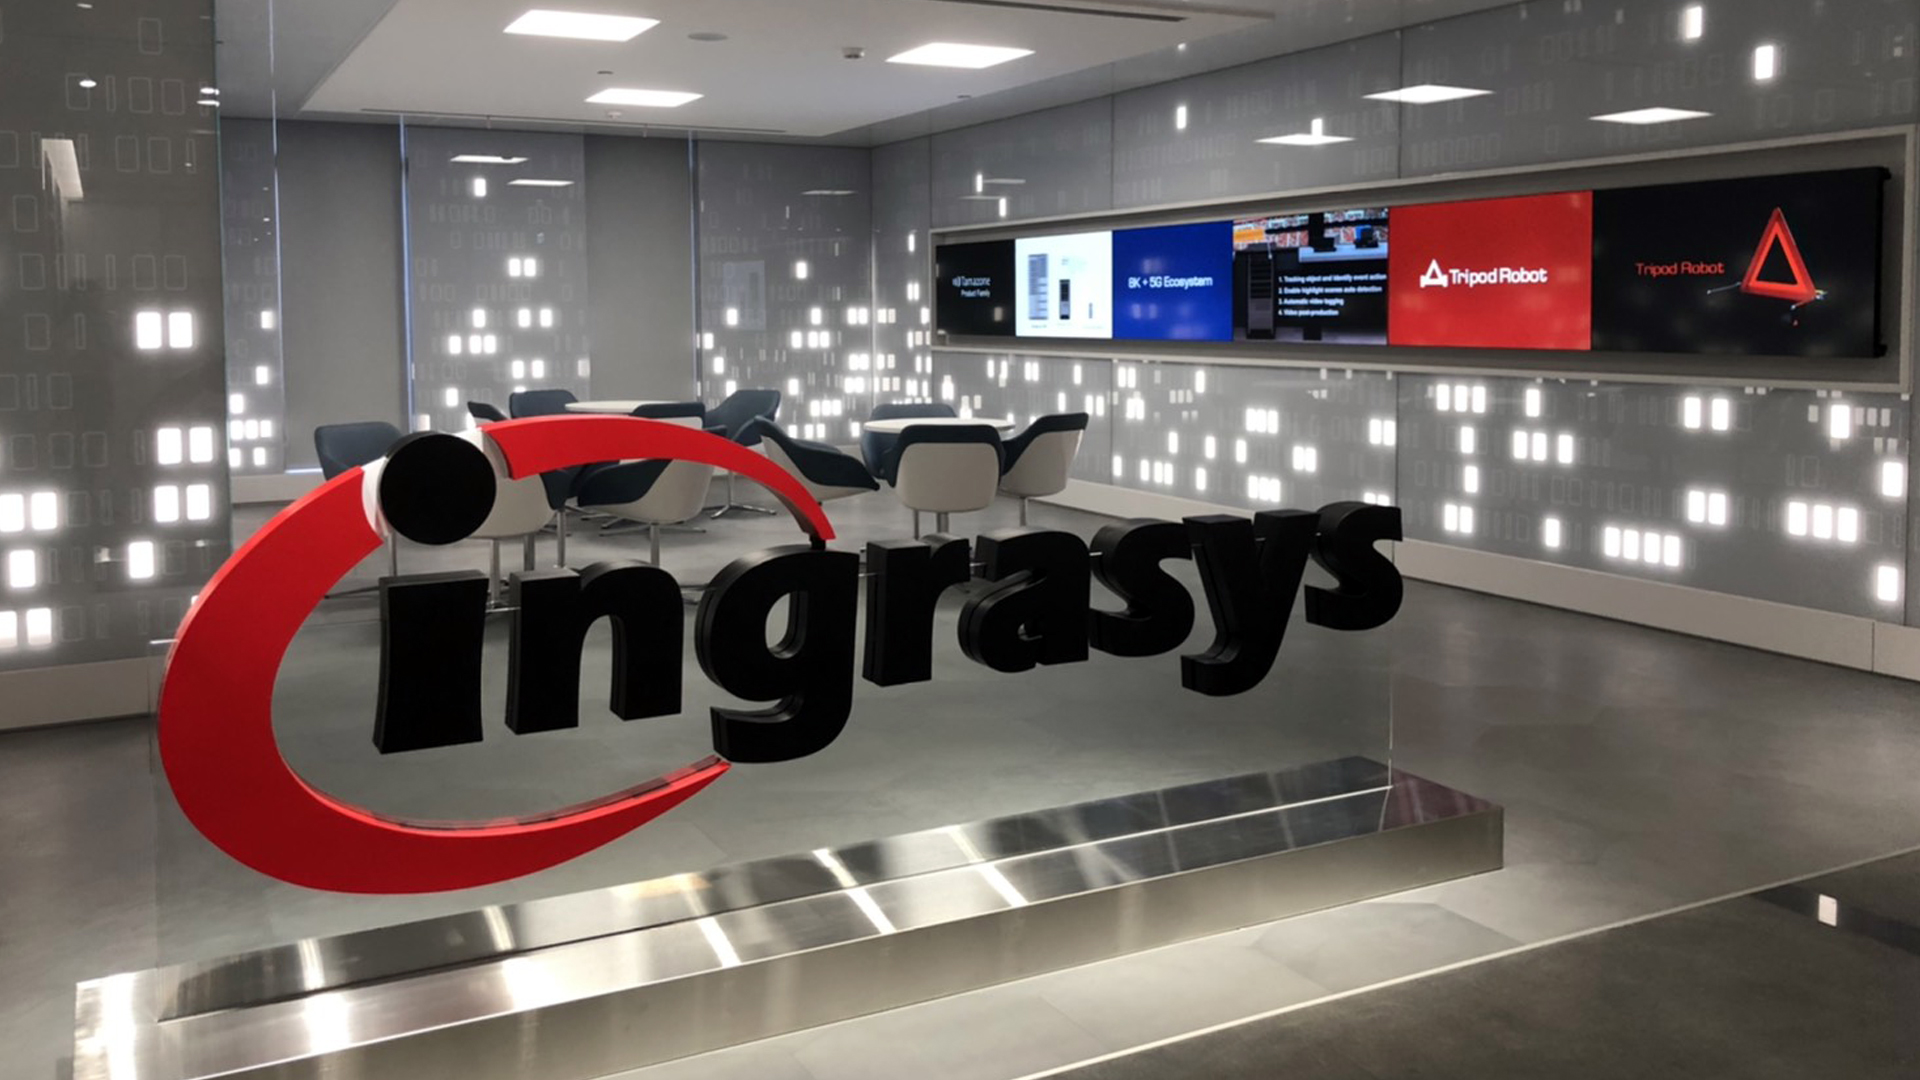 ingrasys
Product Family
8K + 5G Ecosystem
1. Tracking object and identify event action
2. Enable highlight scenes auto detection
3. Automatic video tagging
4. Video post-production
Tripod Robot
Tripod Robot